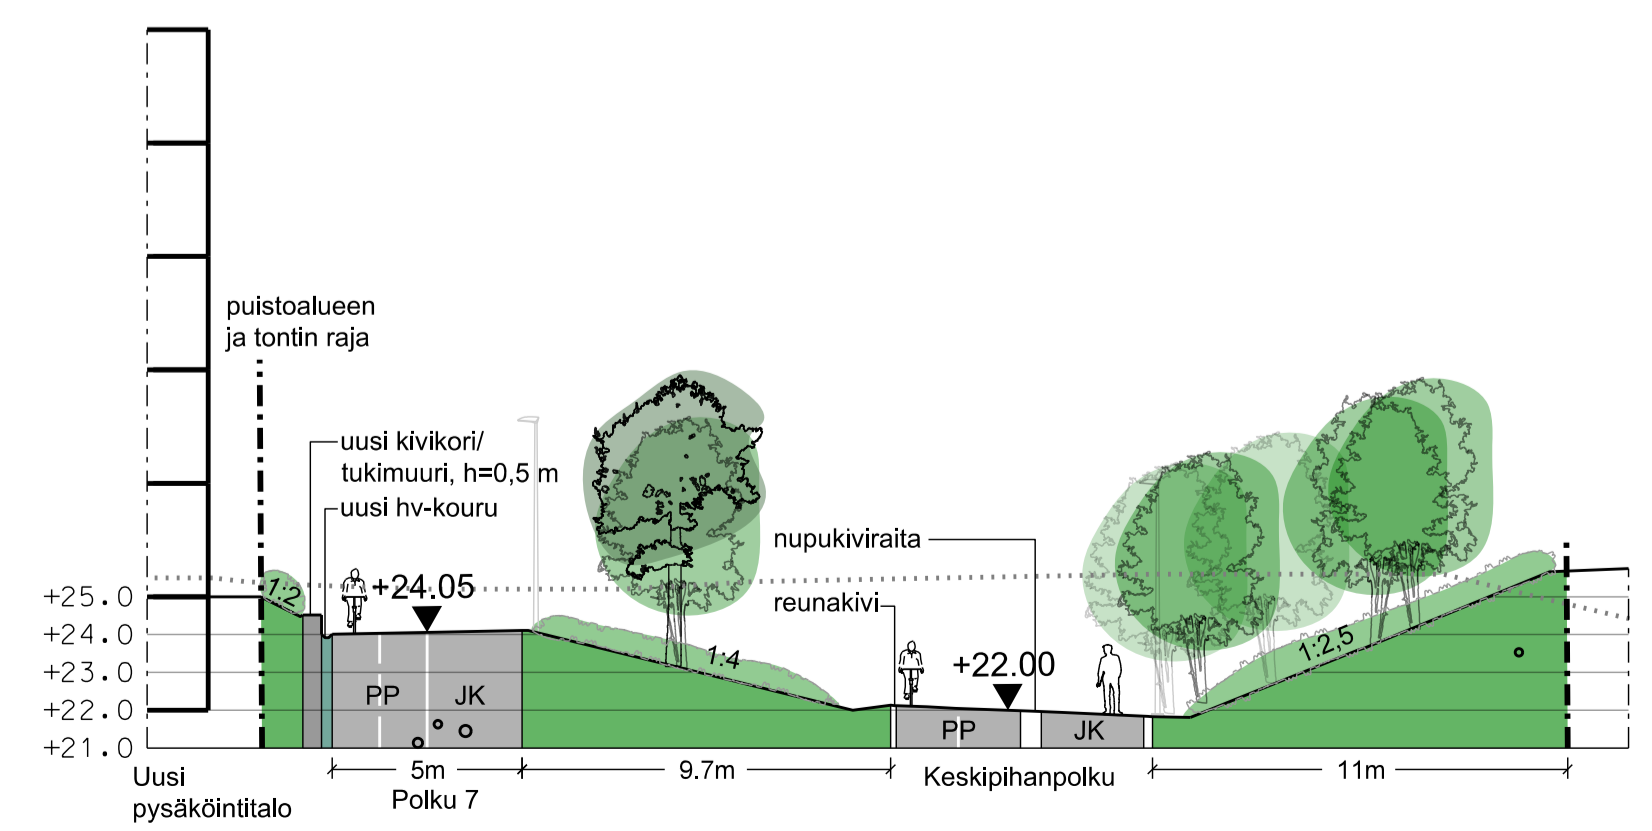 puistoalueen
ja tontin raja
uusi kivikori/
tukimuuri, h=0,5 m
uusi hv-kouru
nupukiviraita
reunakivi
1:2
+24.05
1:4
+22.00
1:2,5
+25.0
+24.0
+23.0
+22.0
+21.0
PP
JK
PP
JK
Uusi
pysäköintitalo
5m
Polku 7
9.7m
Keskipihanpolku
11m